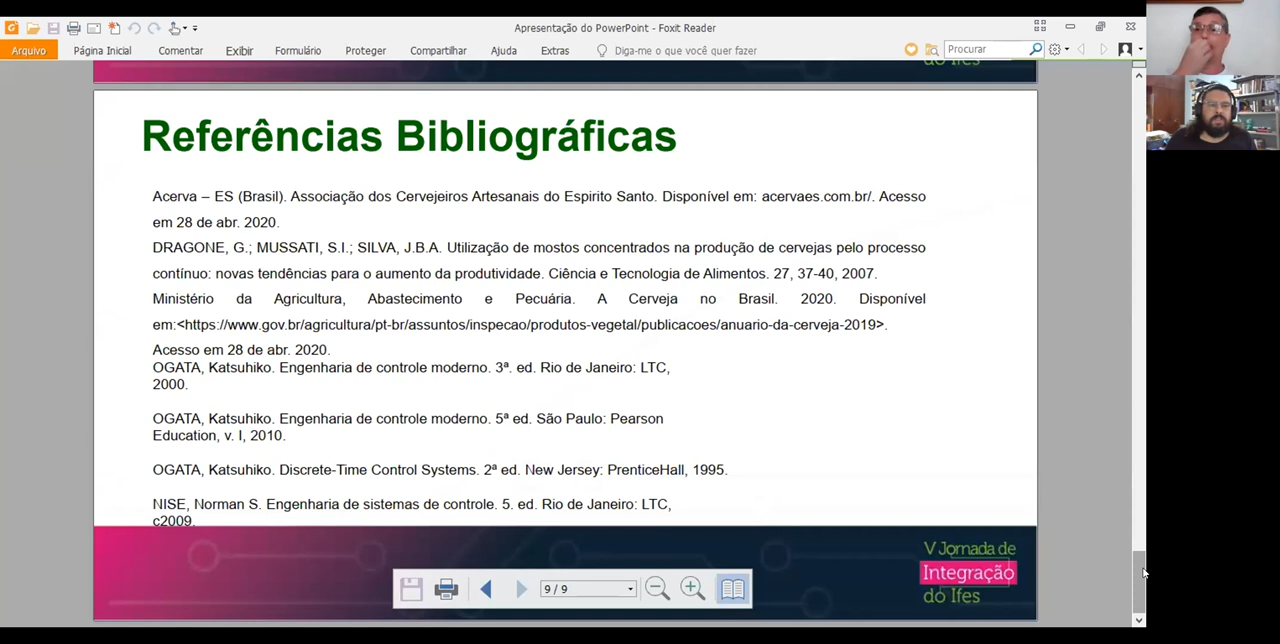 Apresentação do PowerPoint - Foxit Reader
Arquivo Página Inicial Comentar Exibir Formulário Proteger Compartilhar Ajuda Extras Diga-me o que você quer fazer Procurar
do Ifes
Referências Bibliográficas
Acerva – ES (Brasil). Associação dos Cervejeiros Artesanais do Espirito Santo. Disponível em: acervaes.com.br/. Acesso
em 28 de abr. 2020.
DRAGONE, G.; MUSSATI, S.I.; SILVA, J.B.A. Utilização de mostos concentrados na produção de cervejas pelo processo
contínuo: novas tendências para o aumento da produtividade. Ciência e Tecnologia de Alimentos. 27, 37-40, 2007.
Ministério da Agricultura, Abastecimento e Pecuária. A Cerveja no Brasil. 2020. Disponível
em:<https://www.gov.br/agricultura/pt-br/assuntos/inspecao/produtos-vegetal/publicacoes/anuario-da-cerveja-2019>.
Acesso em 28 de abr. 2020.
OGATA, Katsuhiko. Engenharia de controle moderno. 3ª. ed. Rio de Janeiro: LTC,
2000.
OGATA, Katsuhiko. Engenharia de controle moderno. 5ª ed. São Paulo: Pearson
Education, v. I, 2010.
OGATA, Katsuhiko. Discrete-Time Control Systems. 2ª ed. New Jersey: PrenticeHall, 1995.
NISE, Norman S. Engenharia de sistemas de controle. 5. ed. Rio de Janeiro: LTC,
c2009.
V Jornada de
Integração
do Ifes
9 / 9